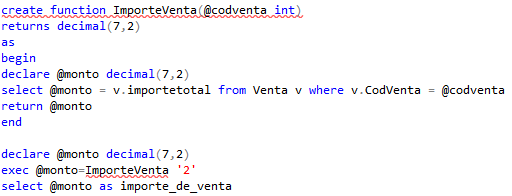 create function ImporteVenta(@codventa int)
returns decimal(7,2)
as
begin
declare @monto decimal(7,2)
select @monto = v.importetotal from Venta v where v.CodVenta = @codventa
return @monto
end
declare @monto decimal(7,2)
exec @monto=ImporteVenta '2'
select @monto as importe_de_venta